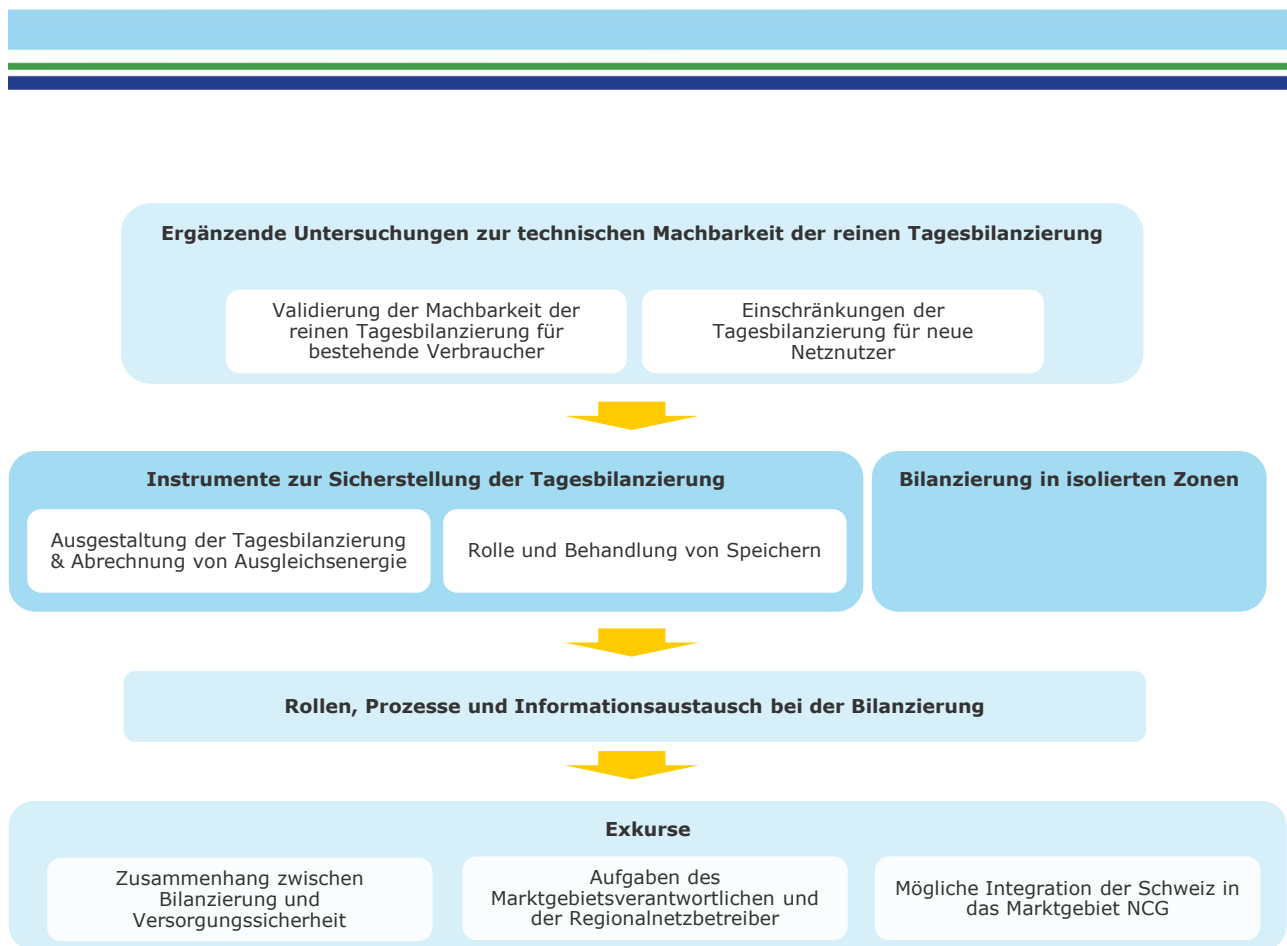 Ergänzende Untersuchungen zur technischen Machbarkeit der reinen Tagesbilanzierung
Validierung der Machbarkeit der
reinen Tagesbilanzierung für
bestehende Verbraucher
Einschränkungen der
Tagesbilanzierung für neue
Netznutzer
Instrumente zur Sicherstellung der Tagesbilanzierung
Ausgestaltung der Tagesbilanzierung
& Abrechnung von Ausgleichsenergie
Rolle und Behandlung von Speichern
Bilanzierung in isolierten Zonen
Rollen, Prozesse und Informationsaustausch bei der Bilanzierung
Exkurse
Zusammenhang zwischen
Bilanzierung und
Versorgungssicherheit
Aufgaben des
Marktgebietsverantwortlichen und
der Regionalnetzbetreiber
Mögliche Integration der Schweiz in
das Marktgebiet NCG